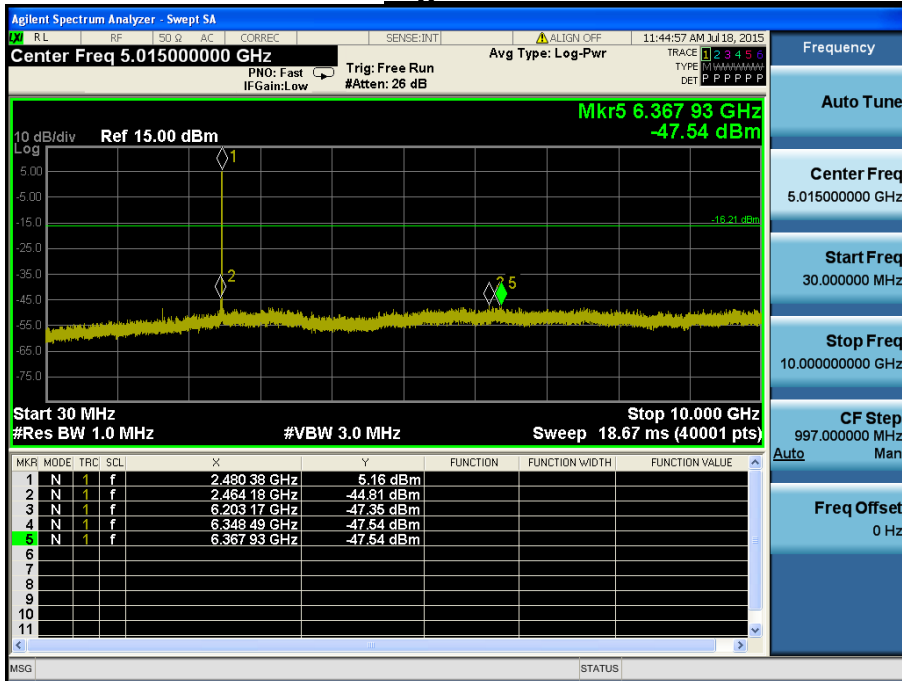 Agilent Spectrum Analyzer - Swept SA
LXI RL RF 50 Ω AC CORREC SENSE:INT ALIGN OFF 11:44:57 AM Jul 18, 2015
Center Freq 5.015000000 GHz
PNO: Fast
IFGain:Low
Trig: Free Run
#Atten: 26 dB
Avg Type: Log-Pwr
TRACE 1 2 3 4 5 6
TYPE M W W W W W
DET P P P P P P
Frequency
Auto Tune
Center Freq
5.015000000 GHz
Start Freq
30.000000 MHz
Stop Freq
10.000000000 GHz
CF Step
997.000000 MHz
Auto Man
Freq Offset
0 Hz
Mkr5 6.367 93 GHz
-47.54 dBm
10 dB/div Ref 15.00 dBm
Log
1
5.00
-5.00
-15.0
-16.21 dBm
-25.0
-35.0
2
5
-45.0
-55.0
-65.0
-75.0
Start 30 MHz Stop 10.000 GHz
#Res BW 1.0 MHz #VBW 3.0 MHz Sweep 18.67 ms (40001 pts)
MKR MODE TRC SCL X Y FUNCTION FUNCTION WIDTH FUNCTION VALUE
1 N 1 f 2.480 38 GHz 5.16 dBm
2 N 1 f 2.464 18 GHz -44.81 dBm
3 N 1 f 6.203 17 GHz -47.35 dBm
4 N 1 f 6.348 49 GHz -47.54 dBm
5 N 1 f 6.367 93 GHz -47.54 dBm
6
7
8
9
10
11
MSG STATUS